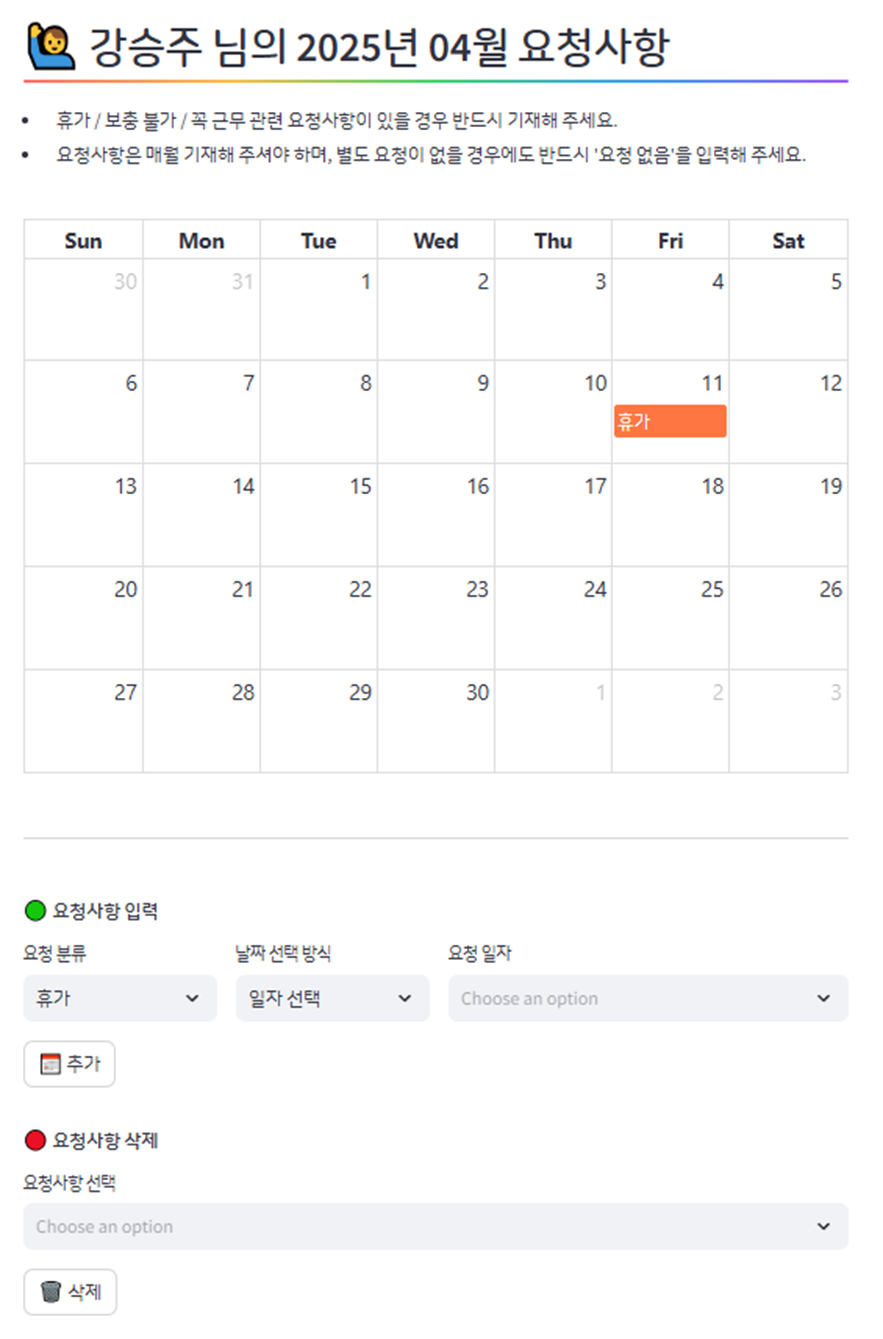 강승주 님의 2025년 04월 요청사항
• 휴가 / 보충 불가 / 꼭 근무 관련 요청사항이 있을 경우 반드시 기재해 주세요.
• 요청사항은 매월 기재해 주셔야 하며, 별도 요청이 없을 경우에도 반드시 '요청 없음'을 입력해 주세요.
Sun Mon Tue Wed Thu Fri Sat
30 31 1 2 3 4 5
6 7 8 9 10 11 12
휴가
13 14 15 16 17 18 19
20 21 22 23 24 25 26
27 28 29 30 1 2 3
요청사항 입력
요청 분류 날짜 선택 방식 요청 일자
휴가 일자 선택 Choose an option
추가
요청사항 삭제
요청사항 선택
Choose an option
삭제